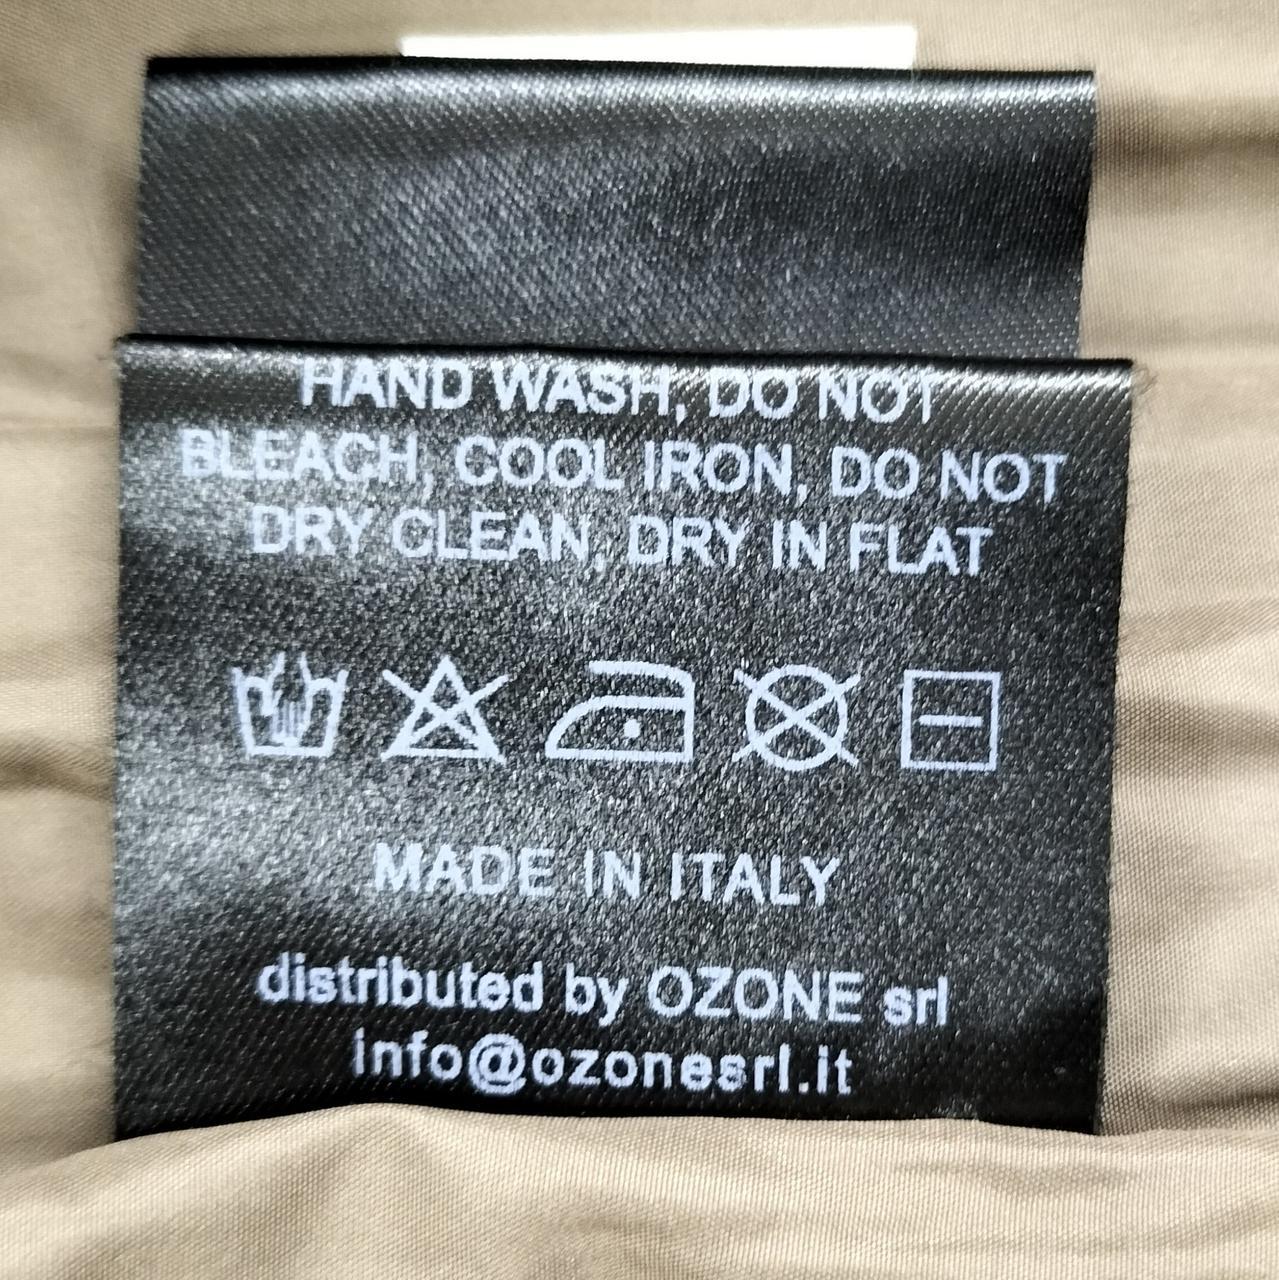 HAND WASH, DO NOT
BLEACH, COOL IRON, DO NOT
DRY CLEAN, DRY IN FLAT
MADE IN ITALY
distributed by OZONE srl
info@ozonesrl.it